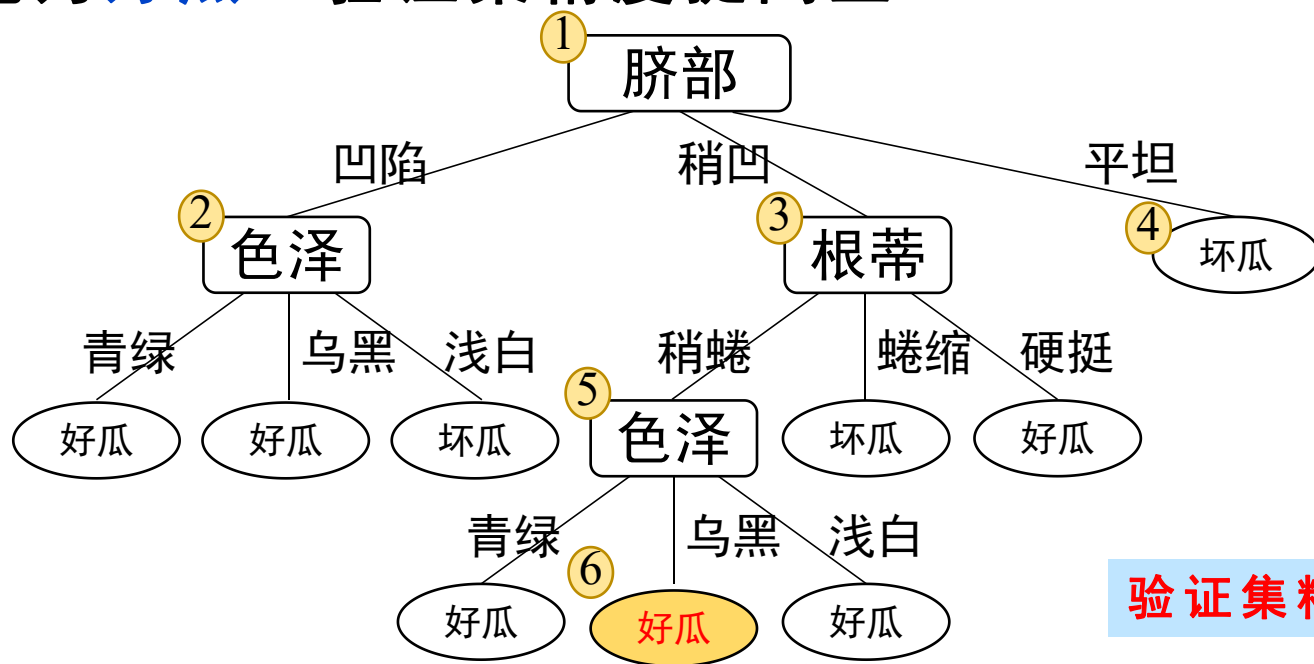 1
脐部
凹陷 稍凹 平坦
2 色泽
3 根蒂
4 坏瓜
青绿 乌黑 浅白 稍蜷 蜷缩 硬挺
好瓜 好瓜 坏瓜
5 色泽
坏瓜 好瓜
青绿 乌黑 浅白
6
好瓜 好瓜 好瓜
验证集